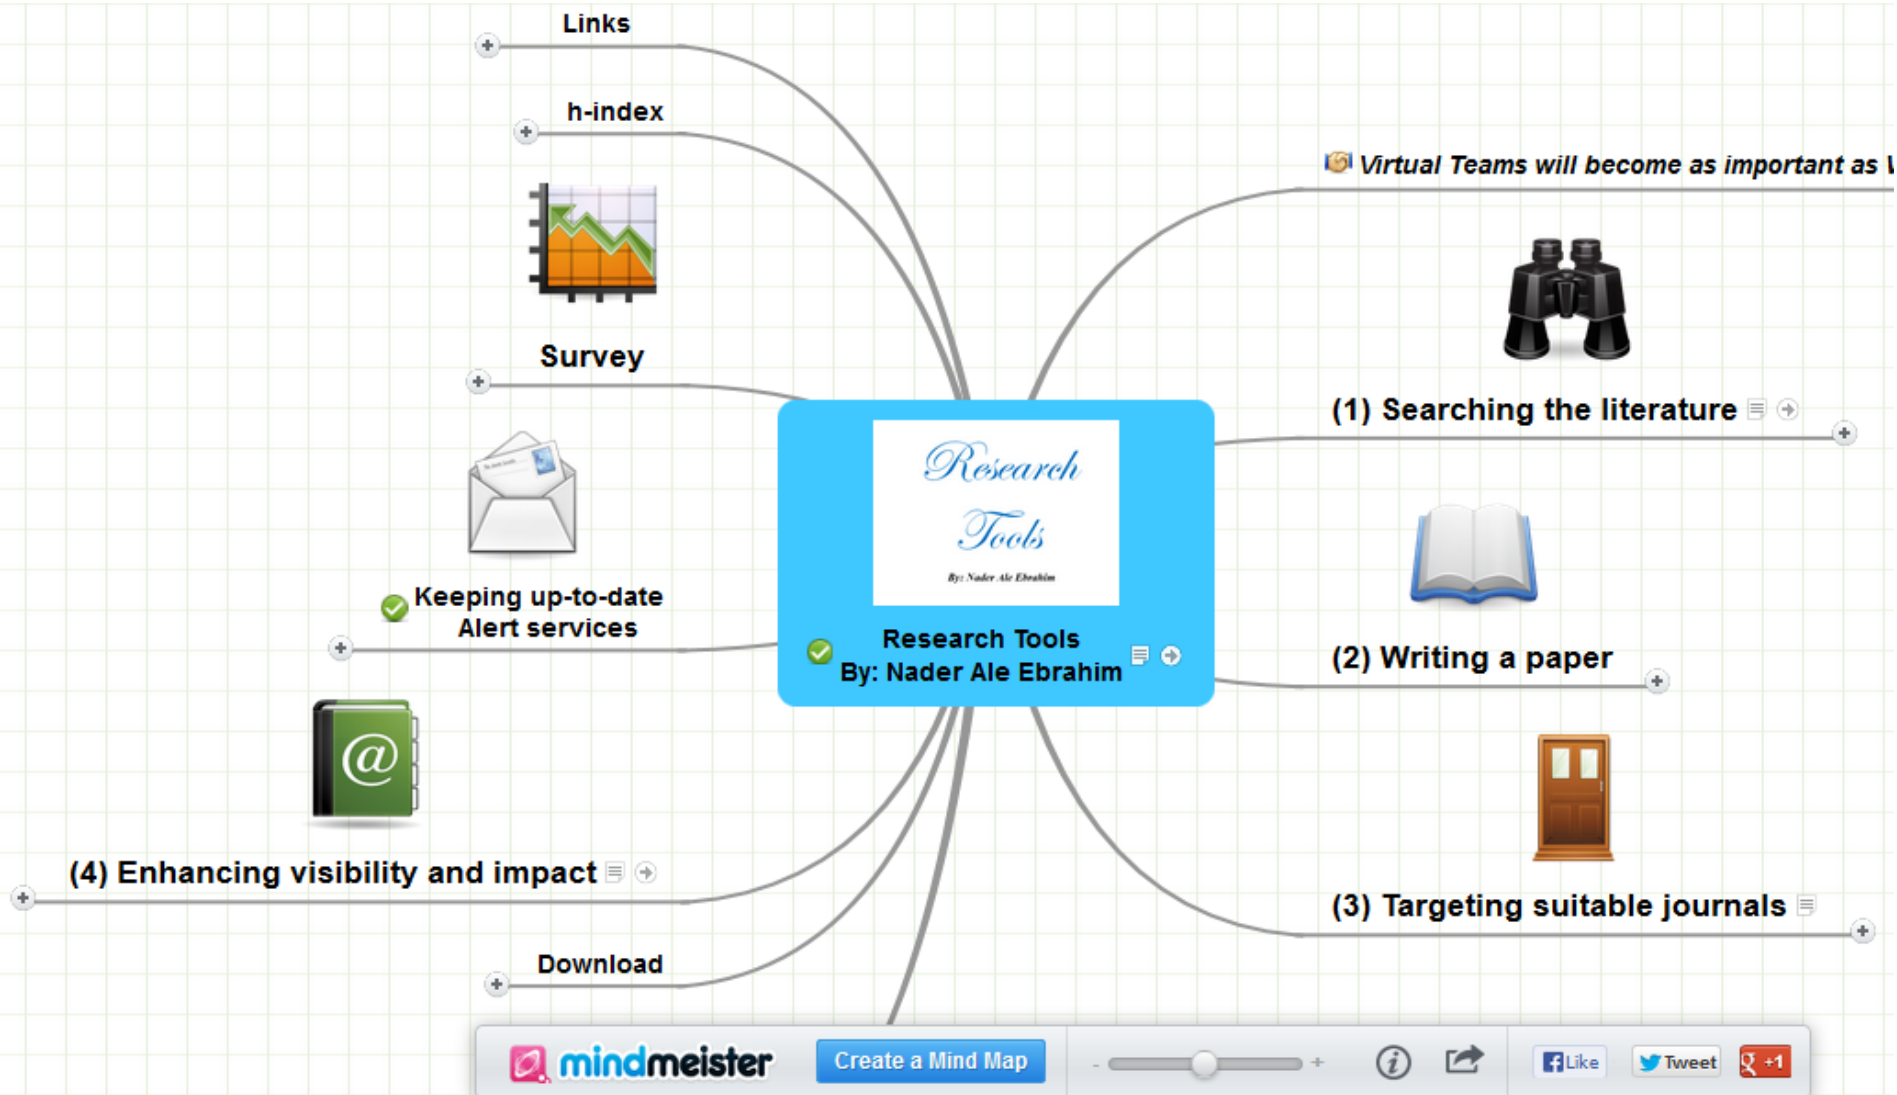 Links
h-index
Survey
Keeping up-to-date
Alert services
(4) Enhancing visibility and impact
Download
Research
Tools
By: Nader Ale Ebrahim
Research Tools
By: Nader Ale Ebrahim
Virtual Teams will become as important as
(1) Searching the literature
(2) Writing a paper
(3) Targeting suitable journals
mindmeister
Create a Mind Map
- +
Like
Tweet
+1